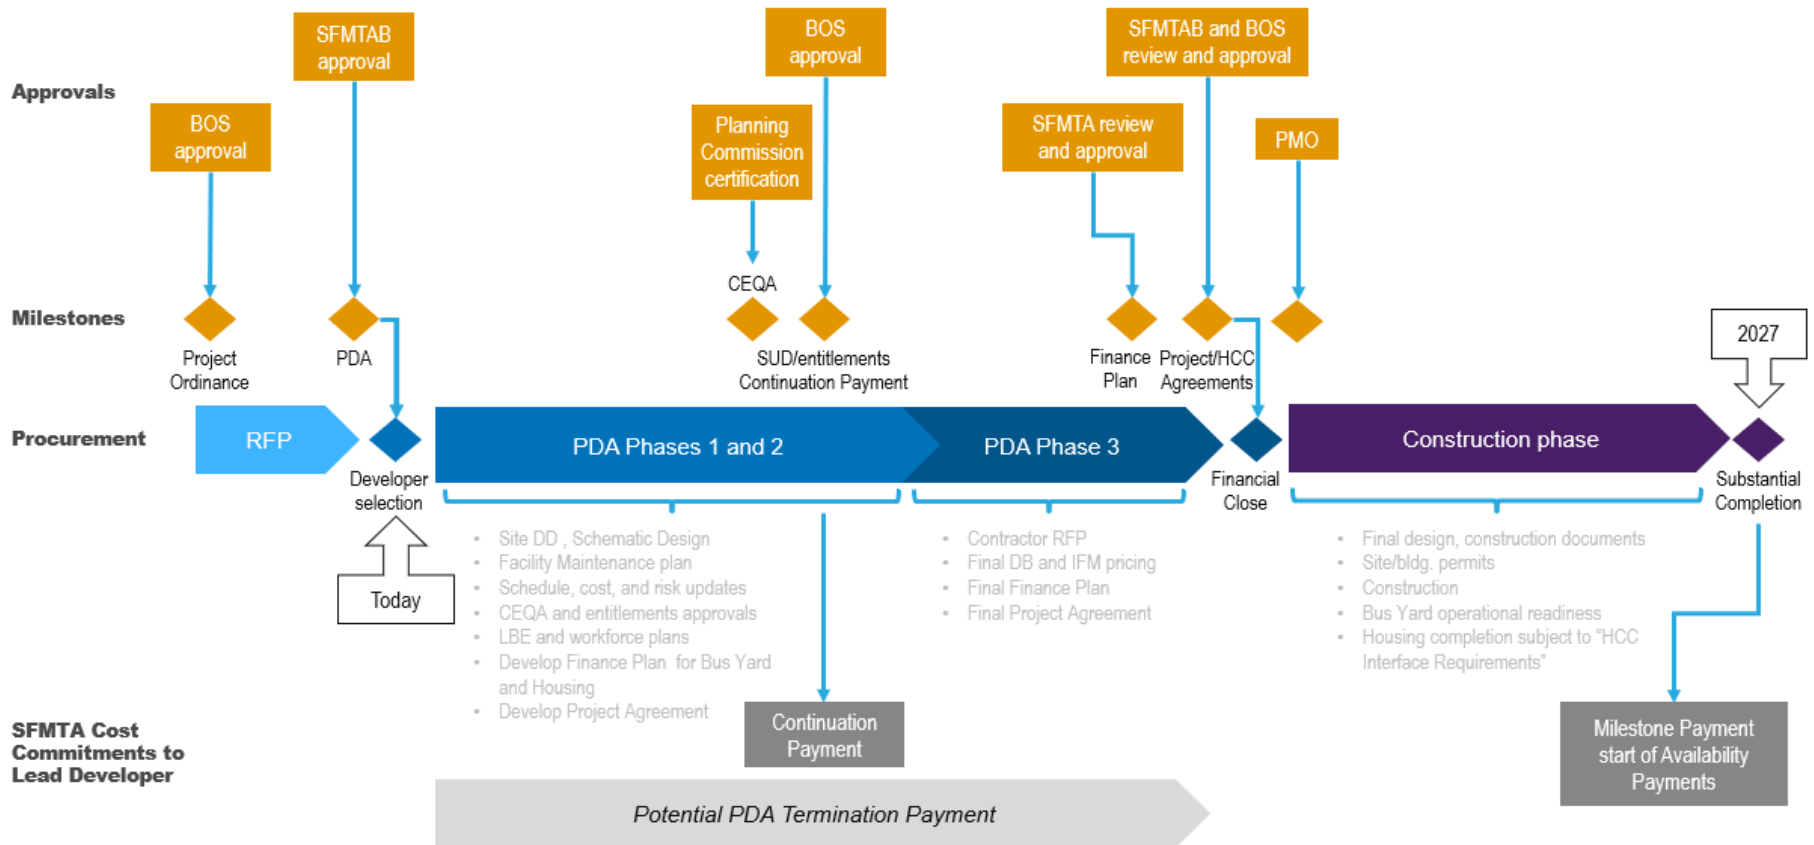 SFMTAB
approval
BOS
approval
SFMTAB and BOS
review and approval
Approvals
BOS
approval
Planning
Commission
certification
SFMTA review
and approval
PMO
CEQA
Milestones
Project
Ordinance
PDA
SUD/entitlements
Continuation Payment
Finance
Plan
Project/HCC
Agreements
2027
Procurement
RFP
Developer
selection
PDA Phases 1 and 2
PDA Phase 3
Financial
Close
Construction phase
Substantial
Completion
Today
• Site DD , Schematic Design
• Facility Maintenance plan
• Schedule, cost, and risk updates
• CEQA and entitlements approvals
• LBE and workforce plans
• Develop Finance Plan for Bus Yard
and Housing
• Develop Project Agreement
• Contractor RFP
• Final DB and IFM pricing
• Final Finance Plan
• Final Project Agreement
• Final design, construction documents
• Site/bldg. permits
• Construction
• Bus Yard operational readiness
• Housing completion subject to "HCC
Interface Requirements"
SFMTA Cost
Commitments to
Lead Developer
Continuation
Payment
Milestone Payment
start of Availability
Payments
Potential PDA Termination Payment